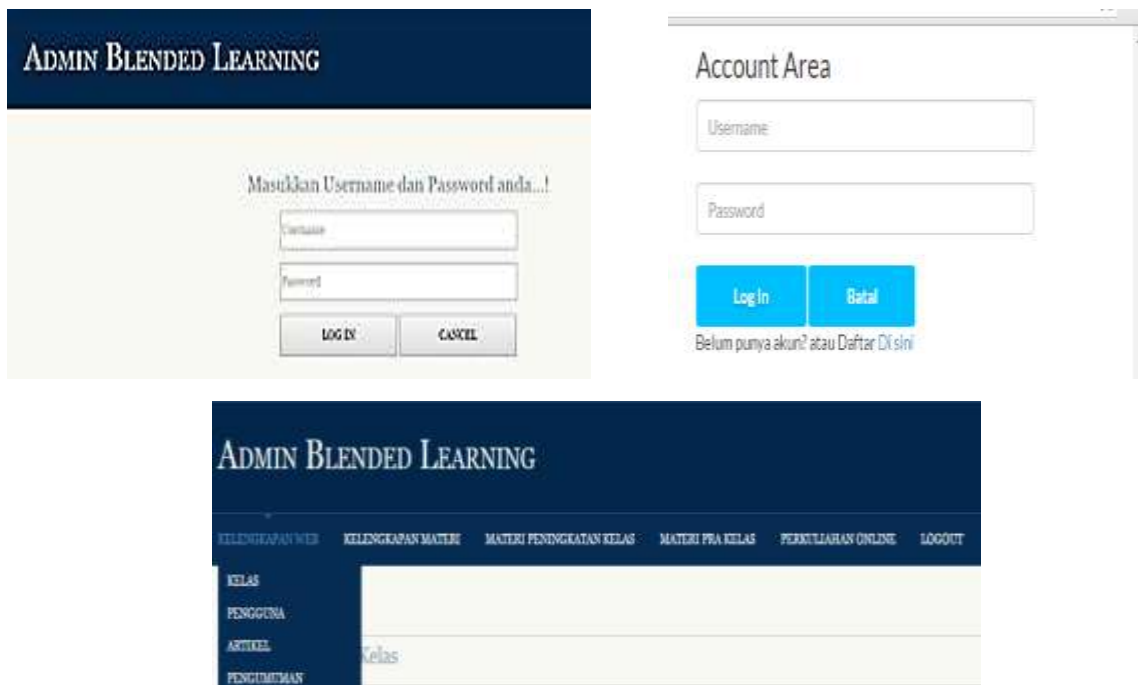 ADMIN BLENDED LEARNING
Masukkan Username dan Password anda...!
Username
Password
LOG IN
CANCEL
Account Area
Username
Password
Log In
Batal
Belum punya akun? atau Daftar Di sini
ADMIN BLENDED LEARNING
KELENGKAPAN WEB
KELENGKAPAN MATERI
MATERI PENINGKATAN KELAS
MATERI PRA KELAS
PERKULIAHAN ONLINE
LOGOUT
KELAS
PENGGUNA
ARTIKEL
PENGUMUMAN
Kelas